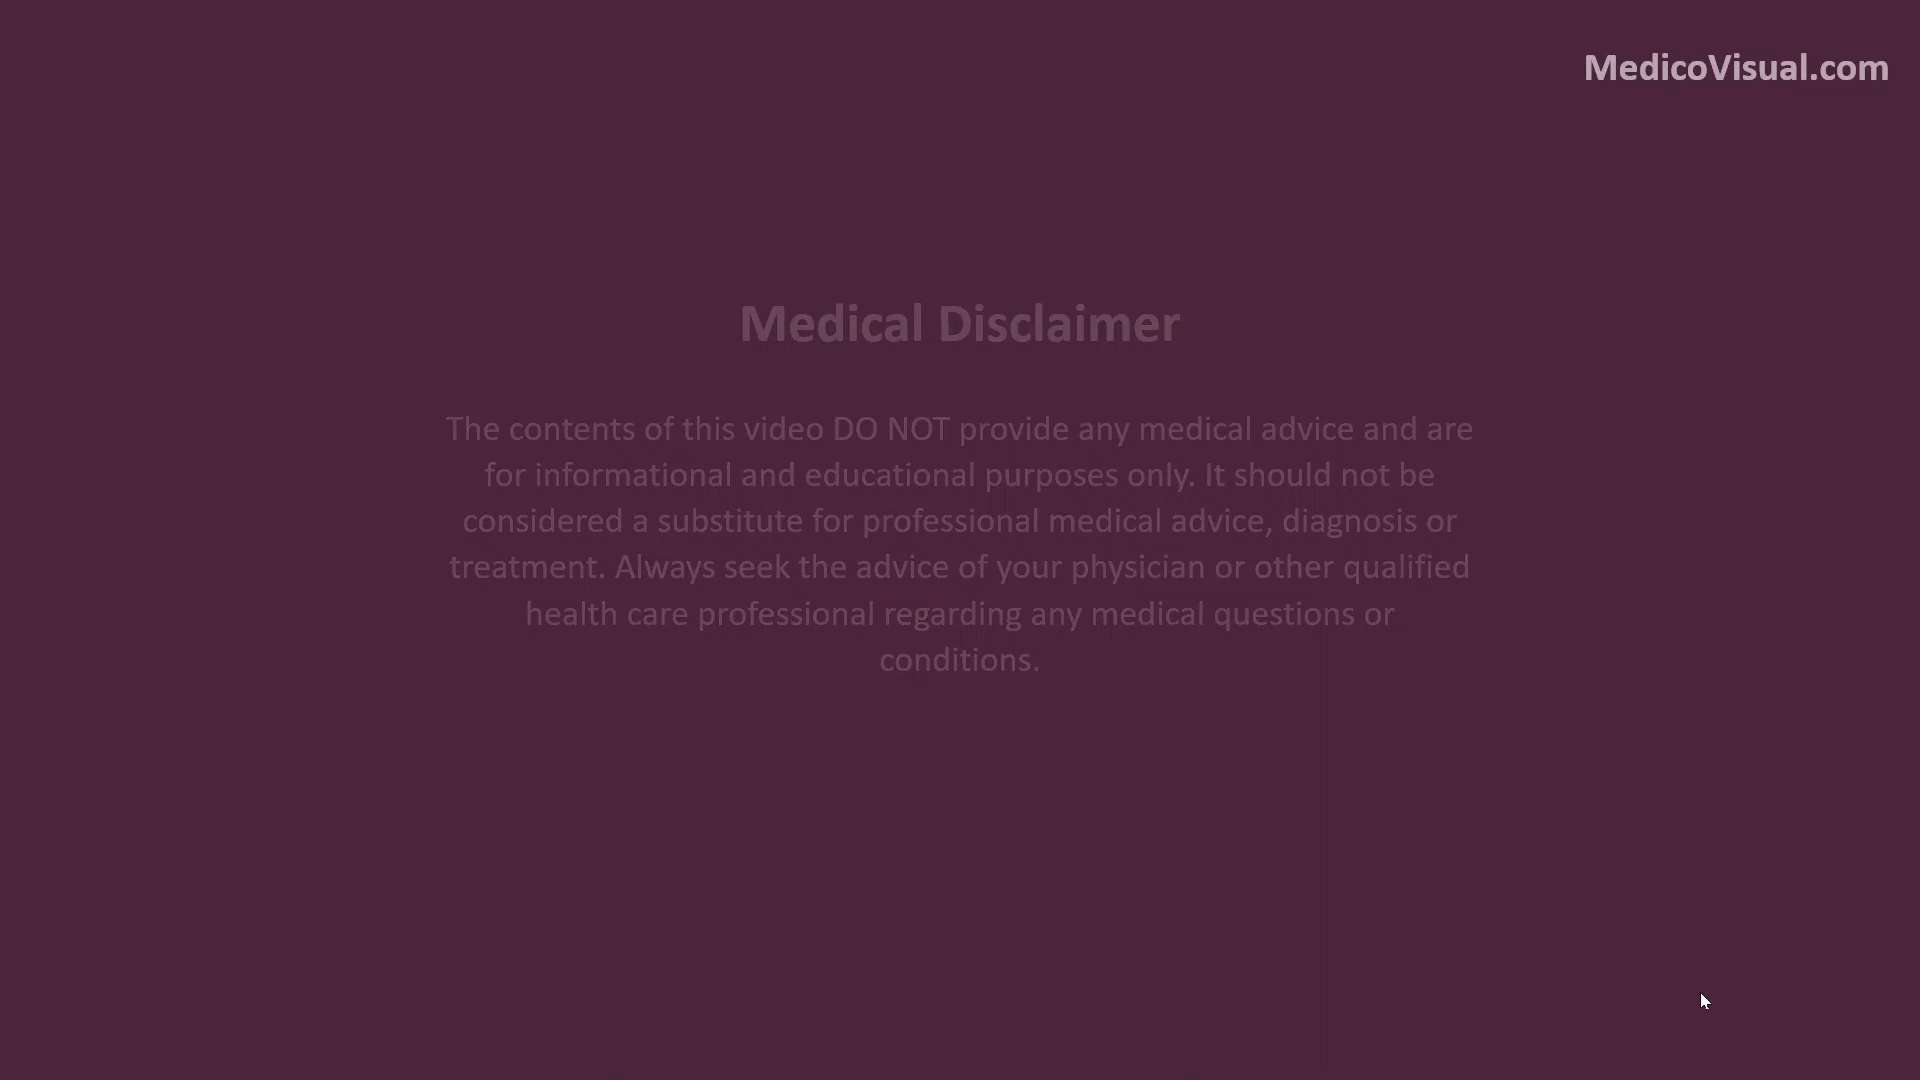 MedicoVisual.com
Medical Disclaimer
The contents of this video DO NOT provide any medical advice and are
for informational and educational purposes only. It should not be
considered a substitute for professional medical advice, diagnosis or
treatment. Always seek the advice of your physician or other qualified
health care professional regarding any medical questions or
conditions.